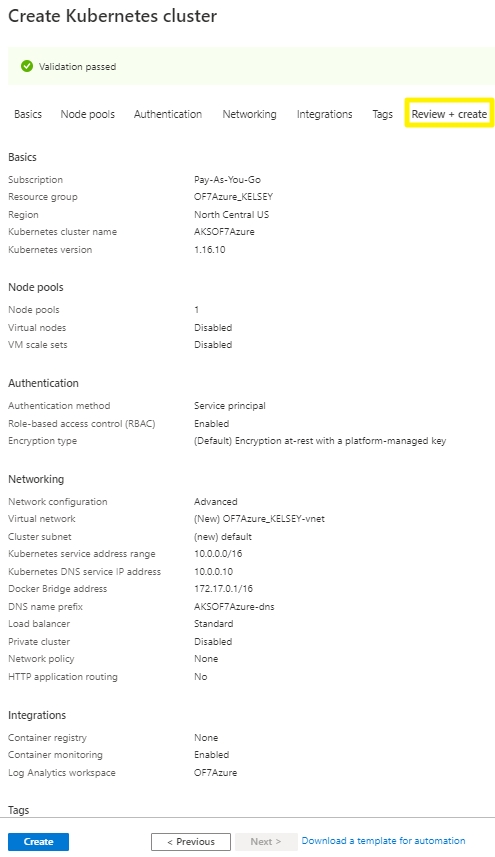 Create Kubernetes cluster
Validation passed
Basics Node pools Authentication Networking Integrations Tags Review + create
Basics
Subscription Pay-As-You-Go
Resource group OF7Azure_KELSEY
Region North Central US
Kubernetes cluster name AKSOF7Azure
Kubernetes version 1.16.10
Node pools
Node pools 1
Virtual nodes Disabled
VM scale sets Disabled
Authentication
Authentication method Service principal
Role-based access control (RBAC) Enabled
Encryption type (Default) Encryption at-rest with a platform-managed key
Networking
Network configuration Advanced
Virtual network (New) OF7Azure_KELSEY-vnet
Cluster subnet (new) default
Kubernetes service address range 10.0.0.0/16
Kubernetes DNS service IP address 10.0.0.10
Docker Bridge address 172.17.0.1/16
DNS name prefix AKSOF7Azure-dns
Load balancer Standard
Private cluster Disabled
Network policy None
HTTP application routing No
Integrations
Container registry None
Container monitoring Enabled
Log Analytics workspace OF7Azure
Tags
Create < Previous Next > Download a template for automation